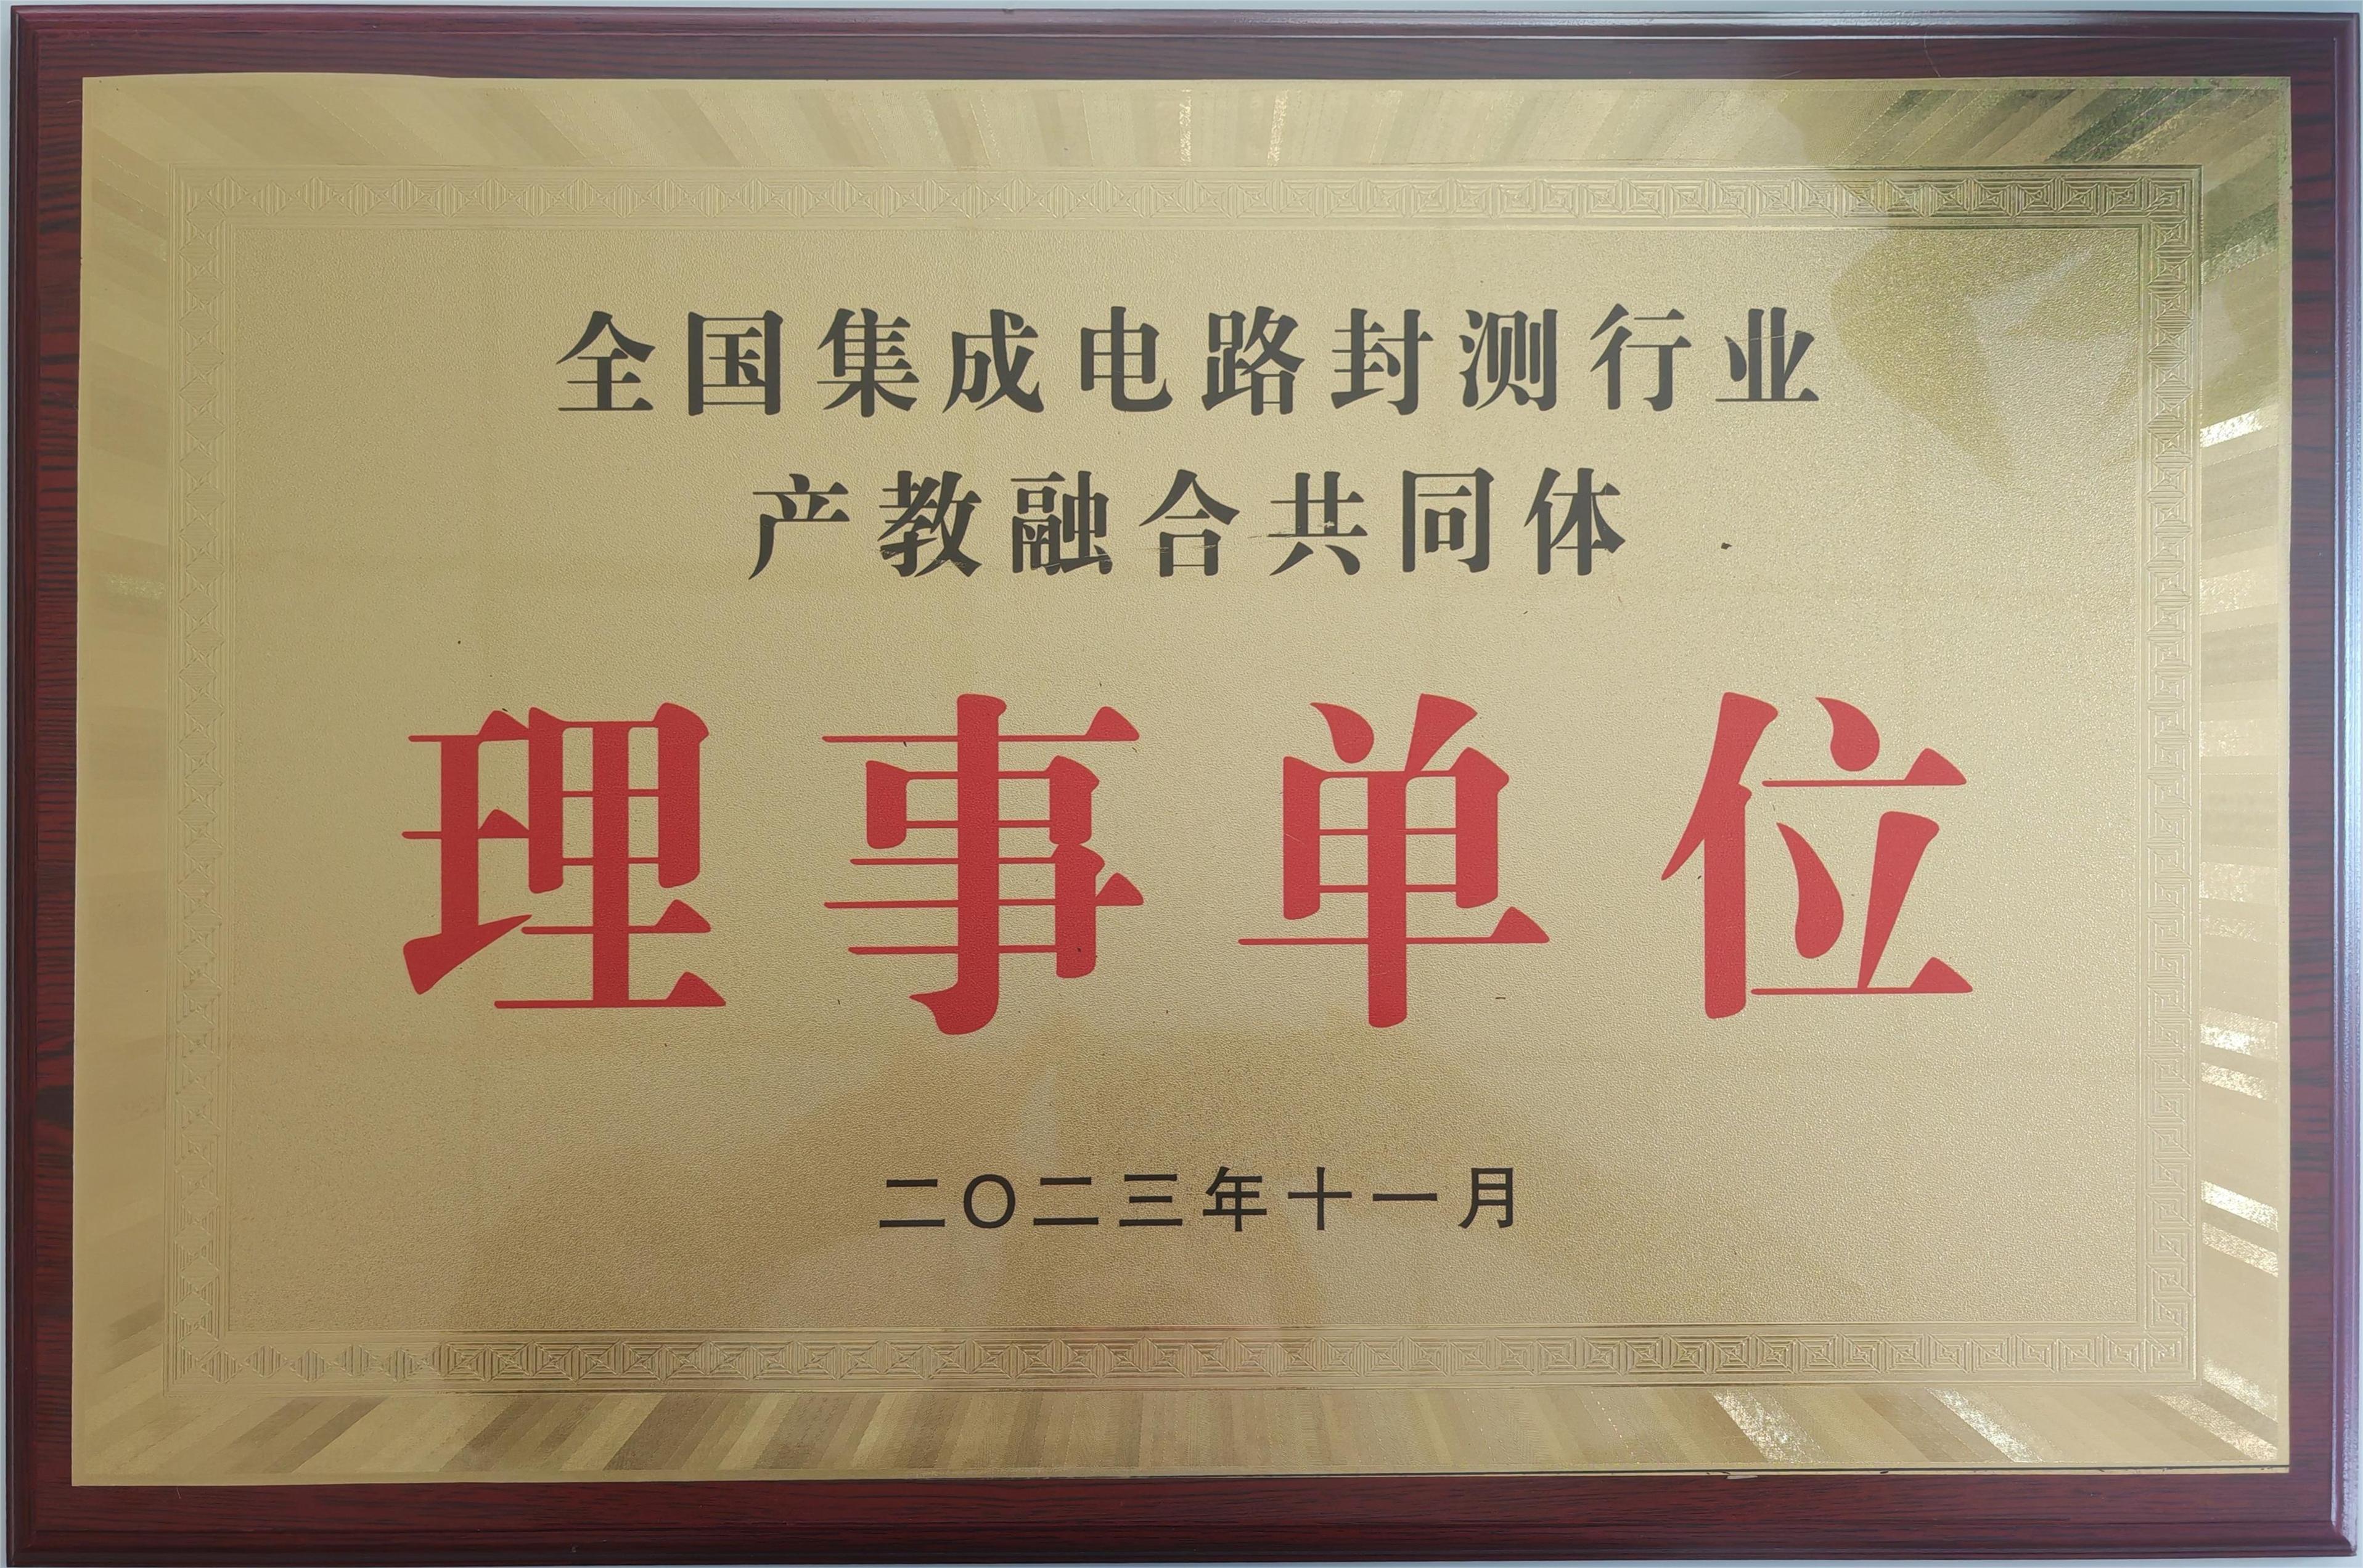 全国集成电路封测行业
产教融合共同体
理事单位
二〇二三年十一月